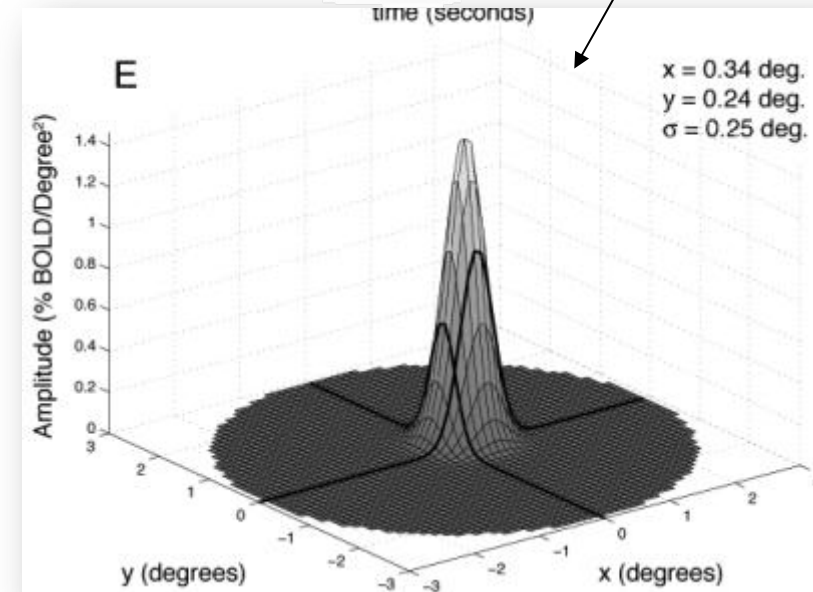 time (seconds)
E
x = 0.34 deg.
y = 0.24 deg.
σ = 0.25 deg.
Amplitude (% BOLD/Degree²)
1.4
1.2
1
0.8
0.6
0.4
0.2
0
3
2
1
0
−1
−2
−3
y (degrees)
−3
−2
−1
0
1
2
x (degrees)